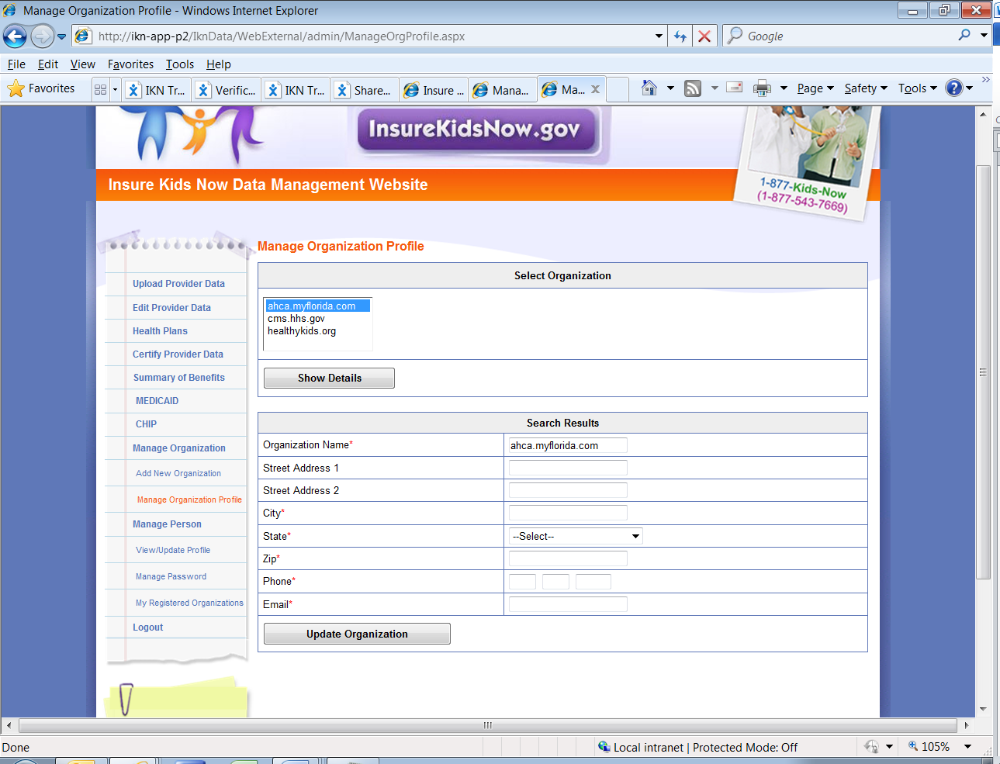 Manage Organization Profile - Windows Internet Explorer
http://ikn-app-p2/IknData/WebExternal/admin/ManageOrgProfile.aspx
Google
File Edit View Favorites Tools Help
Favorites
IKN Tr...
Verific...
IKN Tr...
Share...
Insure ...
Mana...
Ma...
Page
Safety
Tools
InsureKidsNow.gov
Insure Kids Now Data Management Website
1-877-Kids-Now
(1-877-543-7669)
Upload Provider Data
Edit Provider Data
Health Plans
Certify Provider Data
Summary of Benefits
MEDICAID
CHIP
Manage Organization
Add New Organization
Manage Organization Profile
Manage Person
View/Update Profile
Manage Password
My Registered Organizations
Logout
Manage Organization Profile
Select Organization
ahca.myflorida.com
cms.hhs.gov
healthykids.org
Show Details
Search Results
Organization Name* ahca.myflorida.com
Street Address 1
Street Address 2
City*
State* --Select--
Zip*
Phone*
Email*
Update Organization
Done
Local intranet | Protected Mode: Off
105%